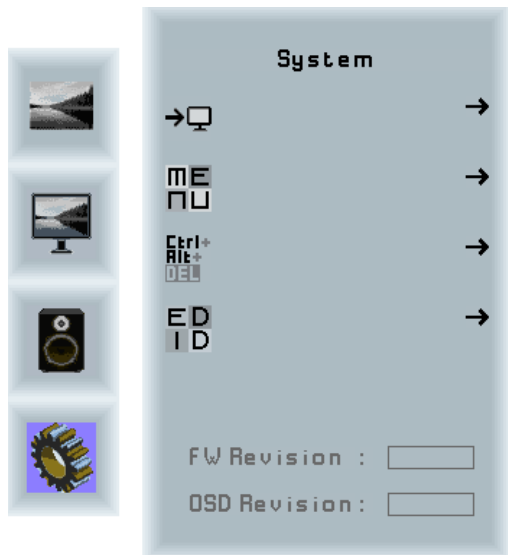 System
ME
NU
Ctrl+
Alt+
DEL
ED
ID
FW Revision :
OSD Revision :